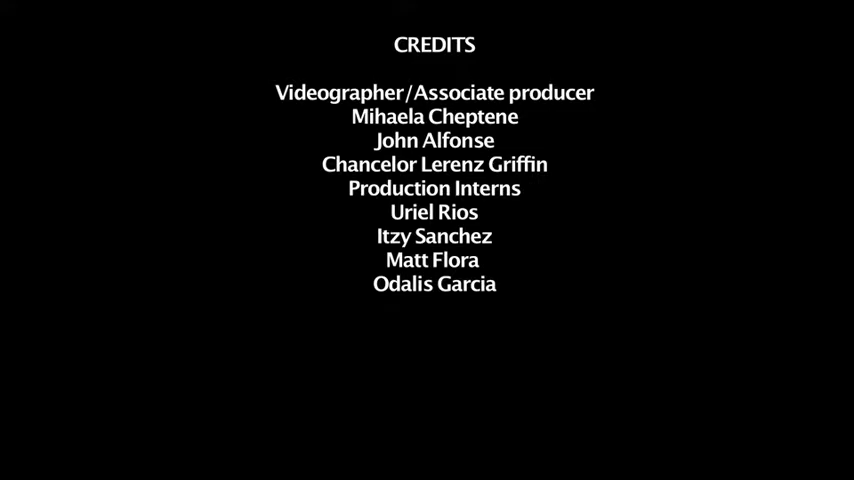 CREDITS
Videographer/Associate producer
Mihaela Cheptene
John Alfonse
Chancelor Lerenz Griffin
Production Interns
Uriel Rios
Itzy Sanchez
Matt Flora
Odalis Garcia